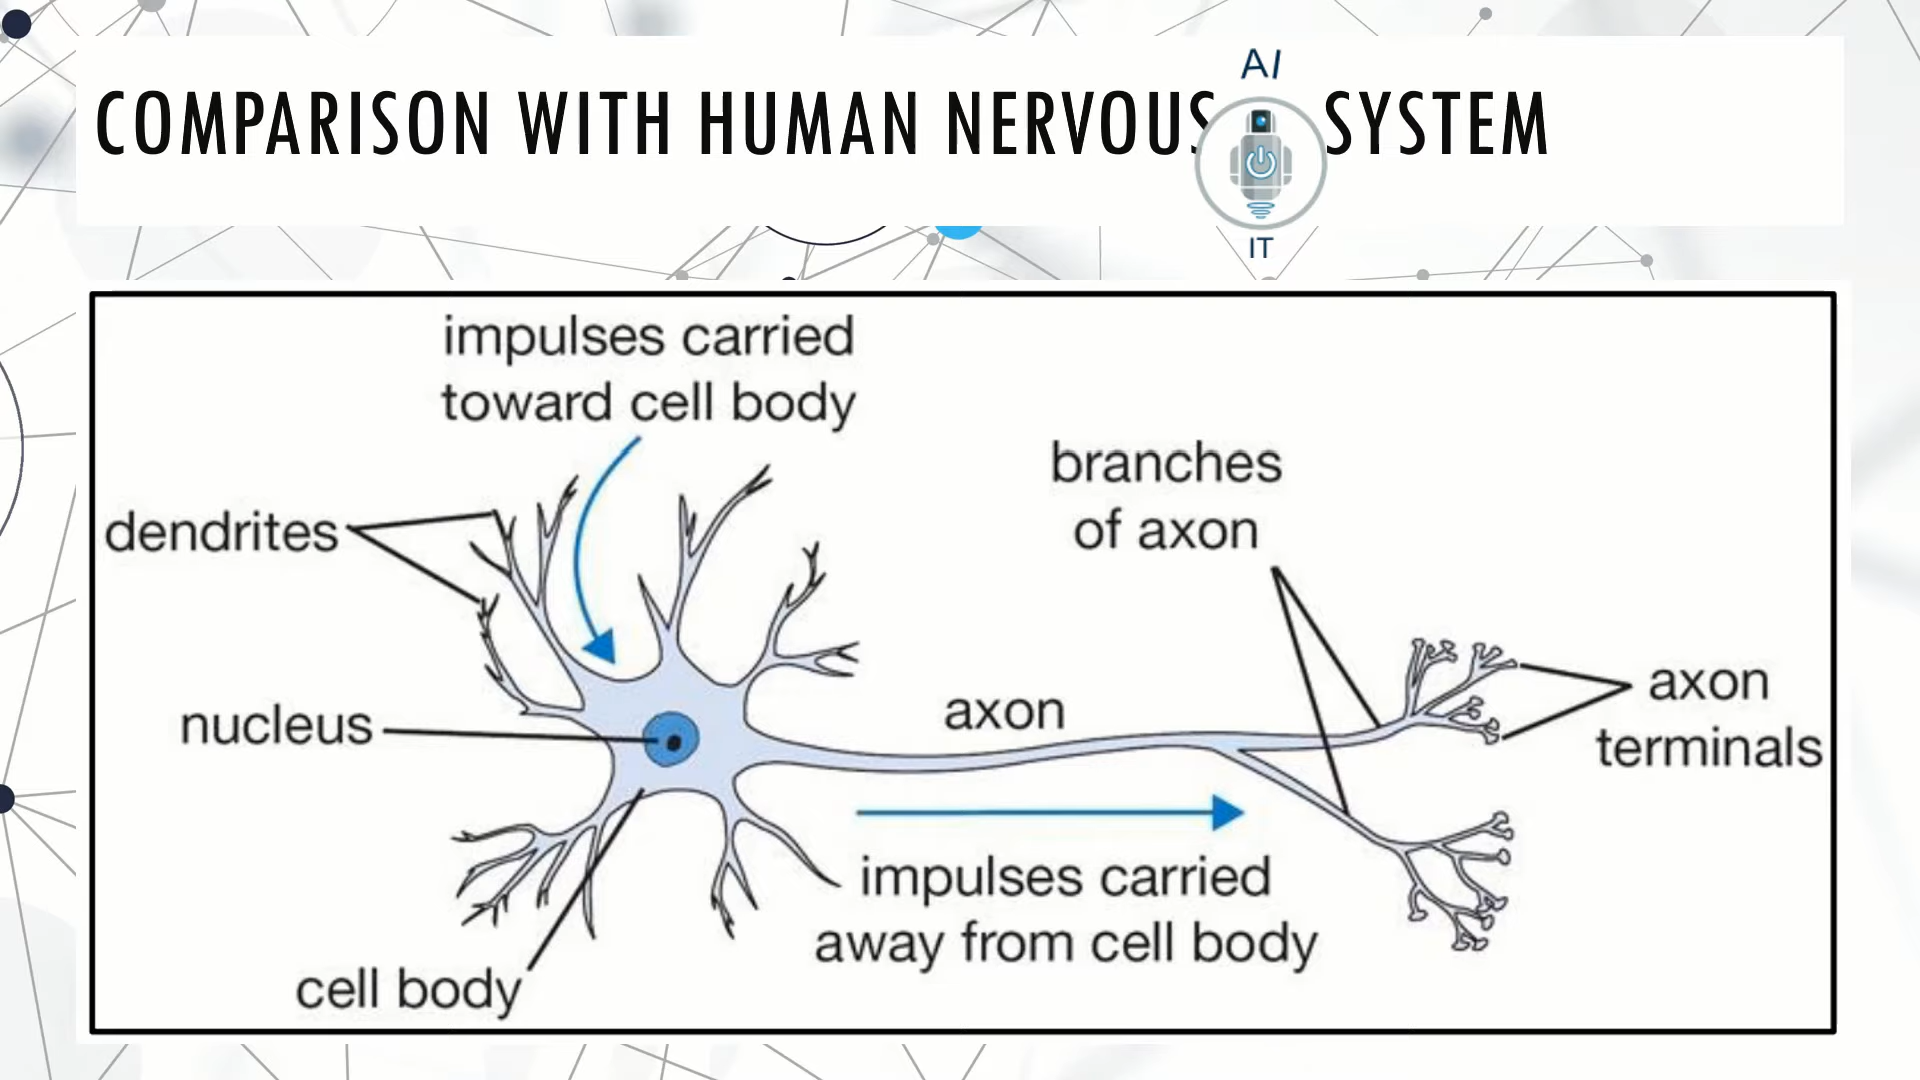 AI
COMPARISON WITH HUMAN NERVOUS SYSTEM
IT
impulses carried
toward cell body
branches
of axon
dendrites
axon
terminals
nucleus
axon
impulses carried
away from cell body
cell body